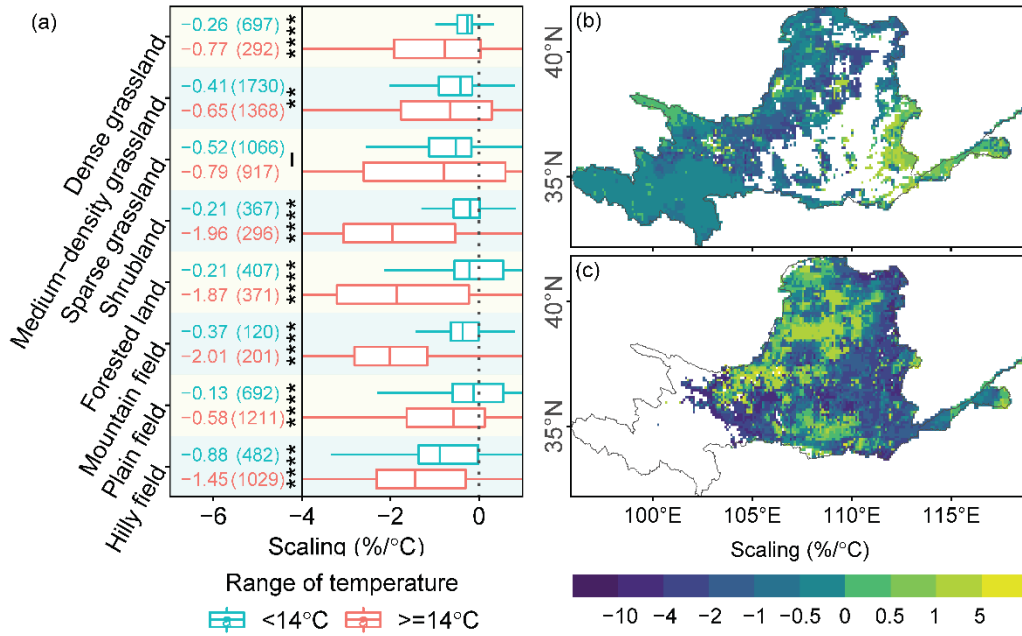 (a)
Dense grassland
−0.26 (697)
****
−0.77 (292)
Medium−density grassland
−0.41 (1730)
**
−0.65 (1368)
Sparse grassland
−0.52 (1066)
−
−0.79 (917)
Shrubland
−0.21 (367)
****
−1.96 (296)
Forested land
−0.21 (407)
****
−1.87 (371)
Mountain field
−0.37 (120)
****
−2.01 (201)
Plain field
−0.13 (692)
****
−0.58 (1211)
Hilly field
−0.88 (482)
****
−1.45 (1029)
−6 −4 −2 0
Scaling (%/°C)
Range of temperature
<14°C >=14°C
(b)
40°N
35°N
(c)
40°N
35°N
100°E 105°E 110°E 115°E
Scaling (%/°C)
−10 −5 −2 −1 −0.5 0 0.5 1 5